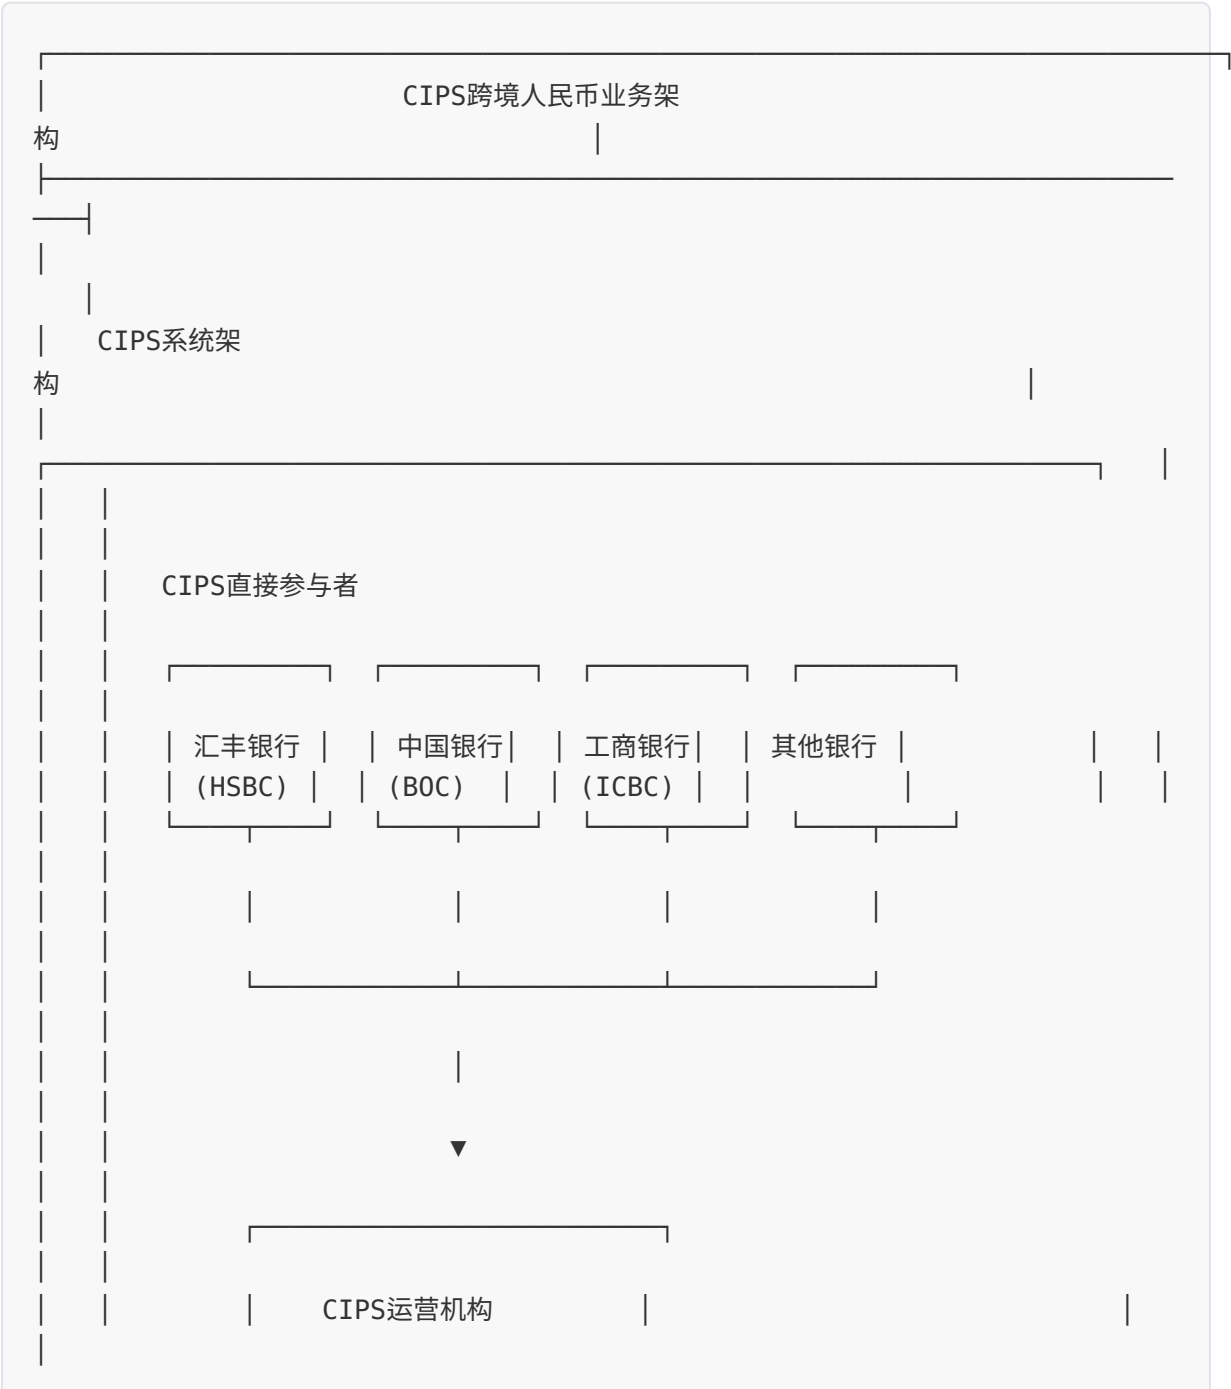 CIPS跨境人民币业务架
构
CIPS系统架
构
CIPS直接参与者
汇丰银行 中国银行 工商银行 其他银行
(HSBC) (BOC) (ICBC)
CIPS运营机构